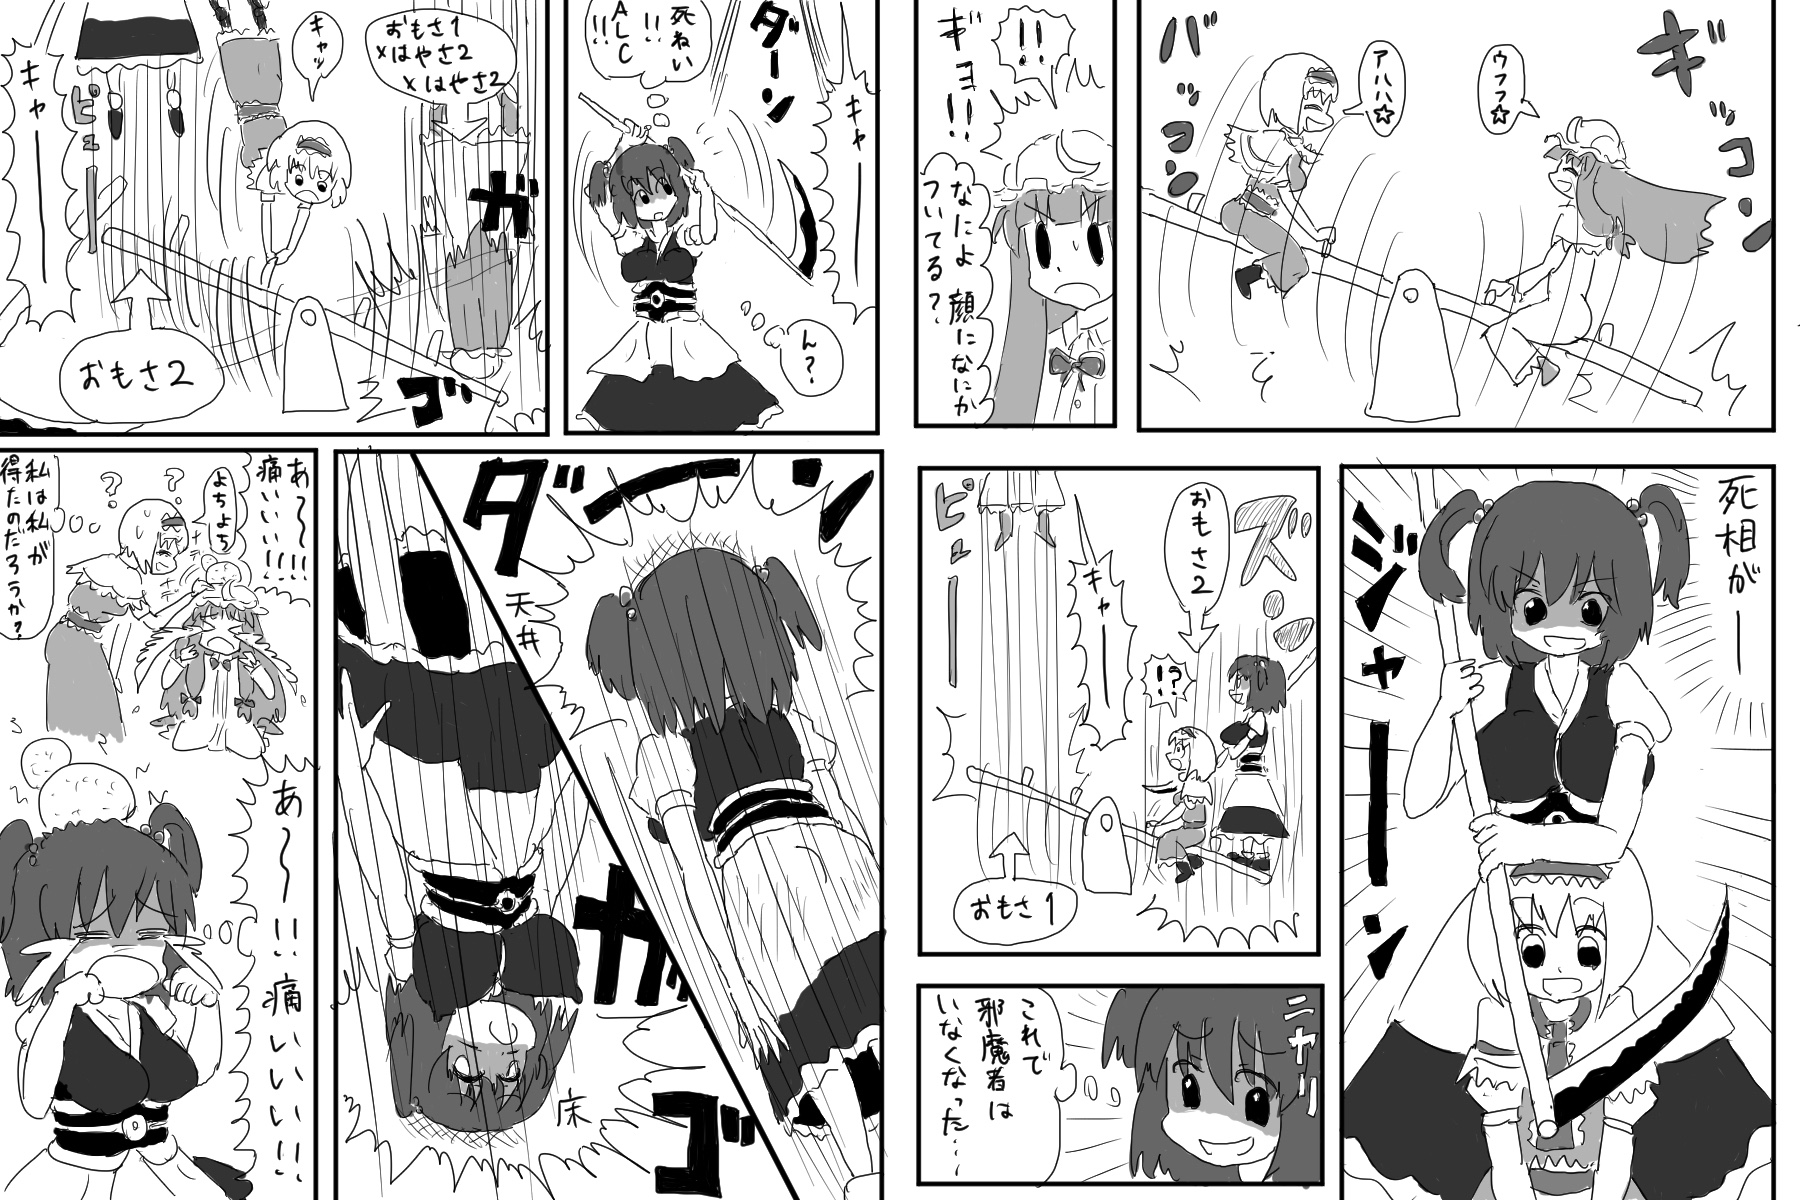 ギッコン
ウフフ☆
アハハ☆
バッコン
!!
ギョ!!
なによ 顔になにか
ついてる?
死相がー
ジャーン
ズン
おもさ2
!?
キャー
ピュー
おもさ1
ニヤリ
これで
邪魔者は
いなくなった…
ダーン
キャー
死ねい
!!
ALC
!!
ん?
おもさ1
×はやさ2
×はやさ2
キャッ
ガ
ゴ
ピュー
キャー
おもさ2
ダーン
天井
ガ
ゴ
床
あ〜〜
痛いいい!!!!
よちよち
?
?
私は私が
得たのだろうか?
あ〜〜!!痛いいいい!!